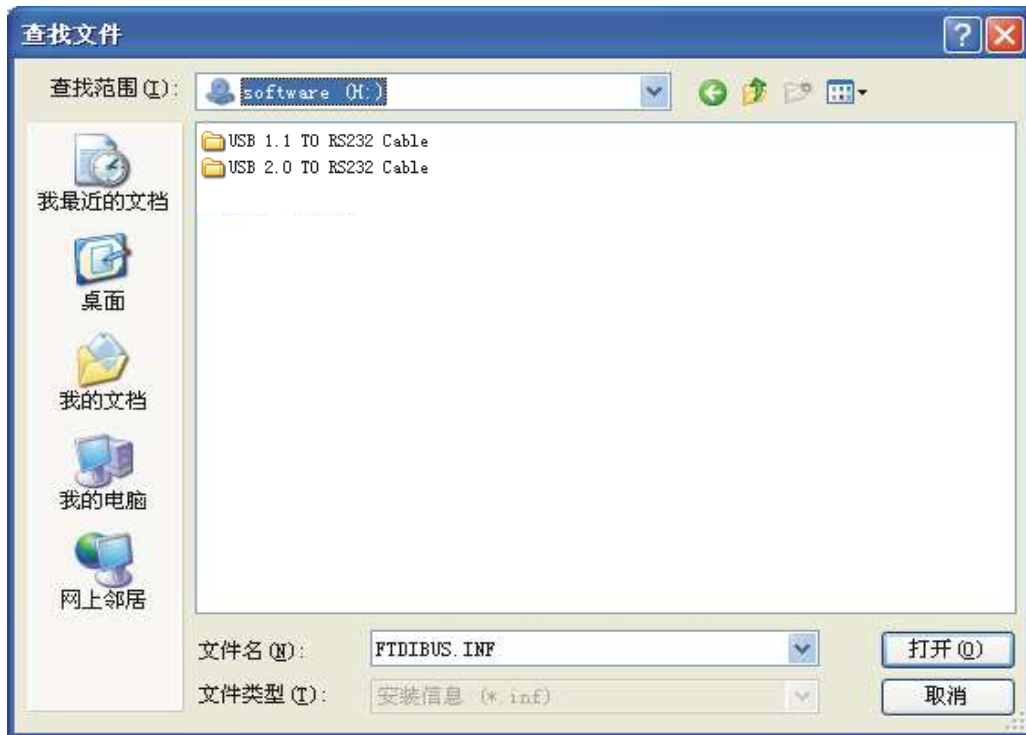 查找文件
查找范围(I): software (H:)
USB 1.1 TO RS232 Cable
USB 2.0 TO RS232 Cable
我最近的文档
桌面
我的文档
我的电脑
网上邻居
文件名(N): FTDIBUS.INF 打开(O)
文件类型(T): 安装信息 (*.inf) 取消